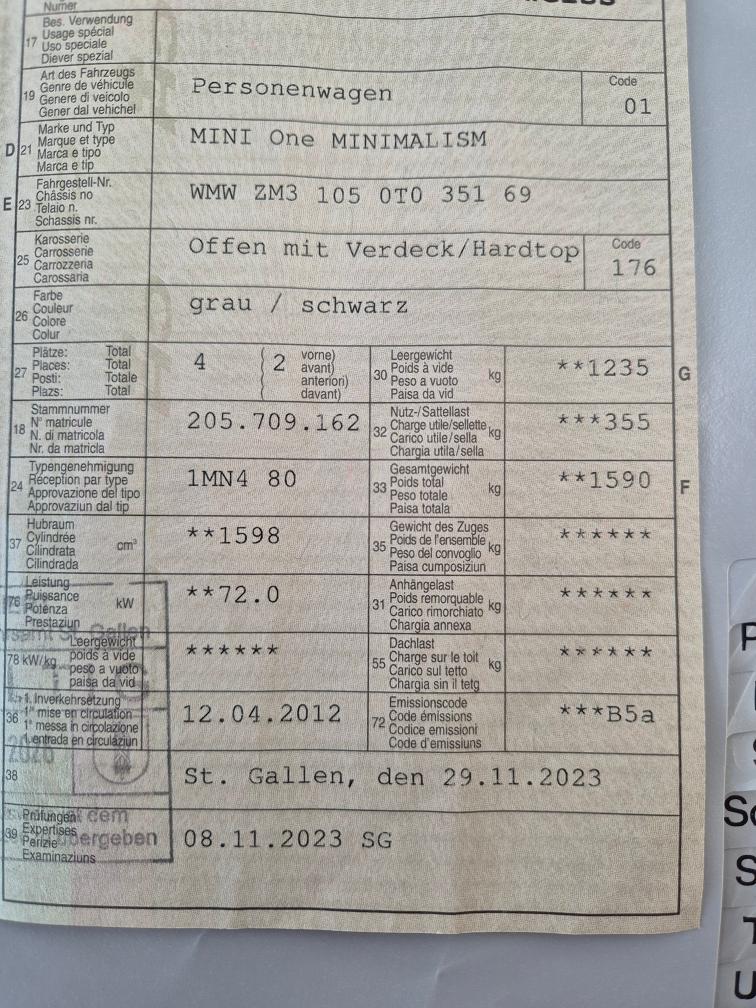 Numer
17 Bes. Verwendung
Usage spécial
Uso speciale
Diever spezial
19 Art des Fahrzeugs
Genre de véhicule
Genere di veicolo
Gener dal vehichel
Personenwagen
Code
01
D 21 Marke und Typ
Marque et type
Marca e tipo
Marca e tip
MINI One MINIMALISM
E 23 Fahrgestell-Nr.
Châssis no
Telaio n.
Schassis nr.
WMW ZM3 105 0T0 351 69
25 Karosserie
Carrosserie
Carrozzeria
Carossaria
Offen mit Verdeck/Hardtop
Code
176
26 Farbe
Couleur
Colore
Colur
grau / schwarz
27 Plätze: Total
Places: Total
Posti: Totale
Plazs: Total
4 2 vorne)
avant)
anteriori)
davant)
30 Leergewicht
Poids à vide
Peso a vuoto
Paisa da vid
kg
**1235
G
18 Stammnummer
N° matricule
N. di matricola
Nr. da matricla
205.709.162
32 Nutz-/Sattellast
Charge utile/sellette
Carico utile/sella
Chargia utila/sella
kg
***355
24 Typengenehmigung
Réception par type
Approvazione del tipo
Approvaziun dal tip
1MN4 80
33 Gesamtgewicht
Poids total
Peso totale
Paisa totala
kg
**1590
F
37 Hubraum
Cylindrée
Cilindrata
Cilindrada
cm³
**1598
35 Gewicht des Zuges
Poids de l'ensemble
Peso del convoglio
Paisa cumposiziun
kg
******
76 Leistung
Puissance
Potenza
Prestaziun
kW
**72.0
31 Anhängelast
Poids remorquable
Carico rimorchiato
Chargia annexa
kg
******
78 kW/kg Leergewicht
poids à vide
peso a vuoto
paisa da vid
******
55 Dachlast
Charge sur le toit
Carico sul tetto
Chargia sin il tetg
kg
******
36 1. Inverkehrsetzung
1re mise en circulation
1a messa in circolazione
1. entrada en circulaziun
12.04.2012
72 Emissionscode
Code émissions
Codice emissioni
Code d'emissiuns
***B5a
38
St. Gallen, den 29.11.2023
39 Prüfungen
Expertises
Perizie
Examinaziuns
08.11.2023 SG
St. Gallen
dem
übergeben